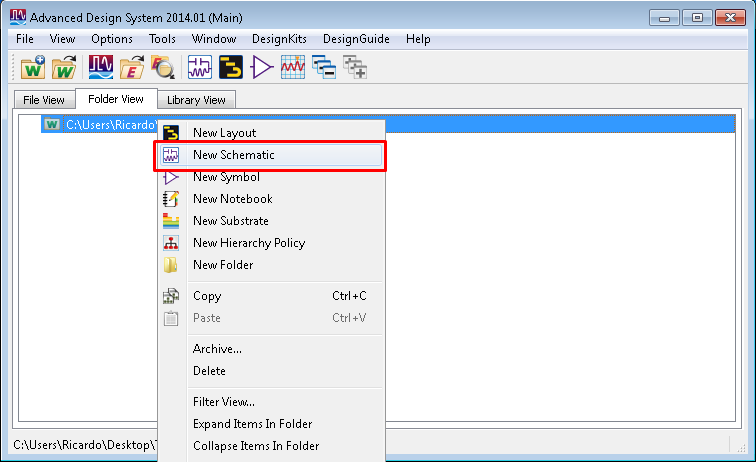 Advanced Design System 2014.01 (Main)
File View Options Tools Window DesignKits DesignGuide Help
File View Folder View Library View
C:\Users\Ricardo\
New Layout
New Schematic
New Symbol
New Notebook
New Substrate
New Hierarchy Policy
New Folder
Copy Ctrl+C
Paste Ctrl+V
Archive...
Delete
Filter View...
Expand Items In Folder
Collapse Items In Folder
C:\Users\Ricardo\Desktop\